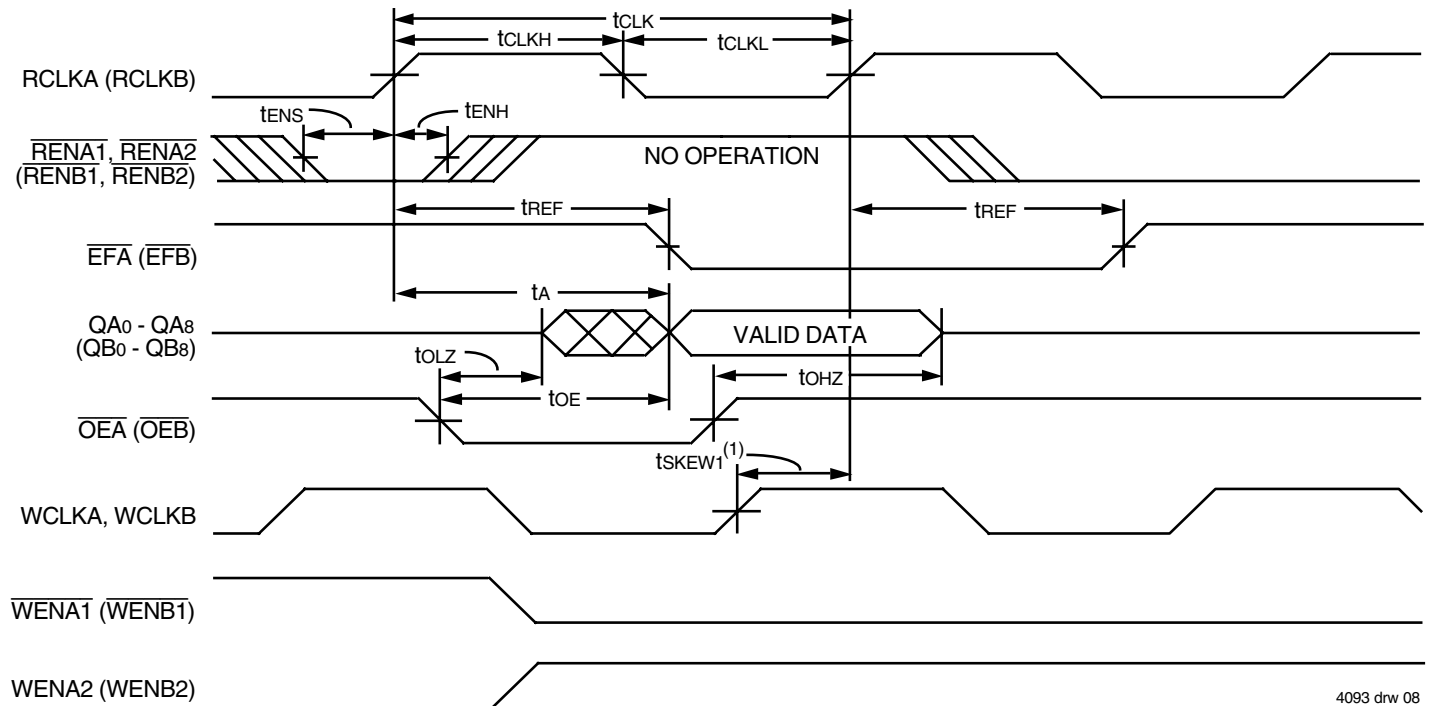 tCLK
tCLKH
tCLKL
RCLKA (RCLKB)
tENS
tENH
RENA1, RENA2
(RENB1, RENB2)
NO OPERATION
tREF
tREF
EFA (EFB)
tA
QA0 - QA8
(QB0 - QB8)
VALID DATA
tOLZ
tOHZ
tOE
OEA (OEB)
tSKEW1(1)
WCLKA, WCLKB
WENA1 (WENB1)
WENA2 (WENB2)
4093 drw 08